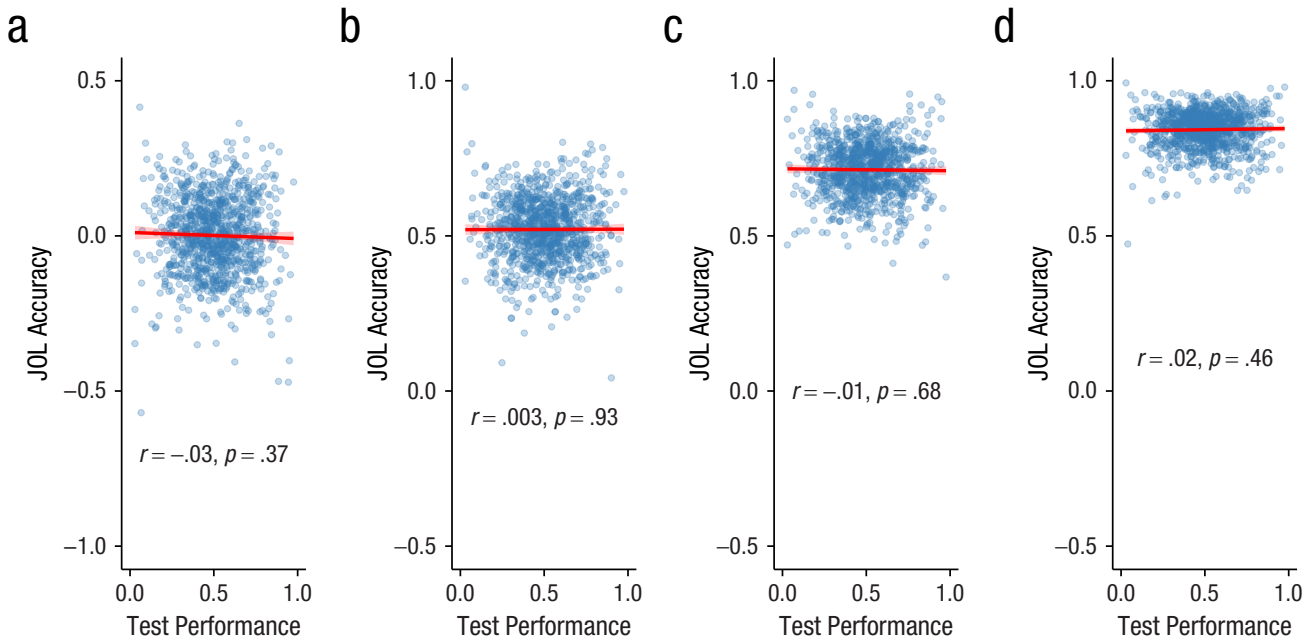 a
b
c
d
0.5
0.0
−0.5
−1.0
JOL Accuracy
r = −.03, p = .37
0.0 0.5 1.0
Test Performance
1.0
0.5
0.0
−0.5
JOL Accuracy
r = .003, p = .93
0.0 0.5 1.0
Test Performance
1.0
0.5
0.0
−0.5
JOL Accuracy
r = −.01, p = .68
0.0 0.5 1.0
Test Performance
1.0
0.5
0.0
−0.5
JOL Accuracy
r = .02, p = .46
0.0 0.5 1.0
Test Performance